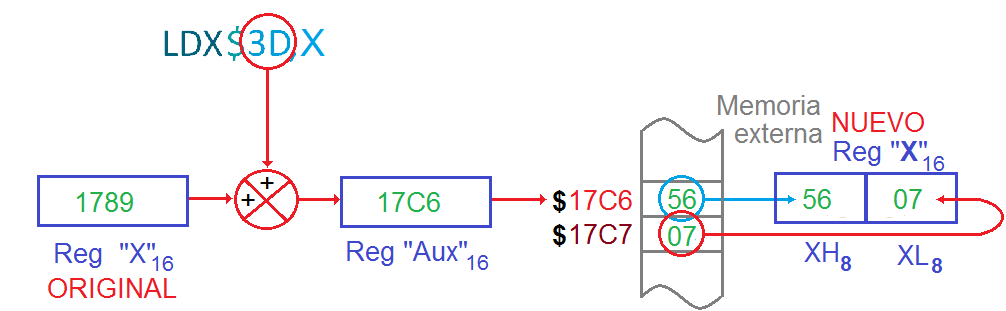 LDX $3D,X
Memoria
externa
NUEVO
Reg "X"16
1789
+
+
17C6
$17C6
56
56
07
$17C7
07
Reg "X"16
ORIGINAL
Reg "Aux"16
XH8
XL8